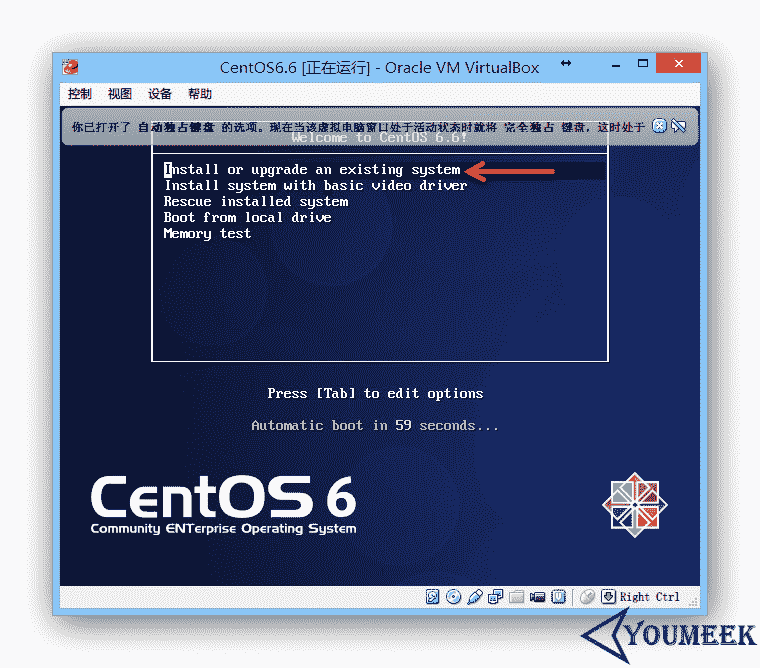 CentOS6.6 [正在运行] - Oracle VM VirtualBox
控制 视图 设备 帮助
你已打开了 自动独占键盘 的选项。现在当该虚拟电脑窗口处于活动状态时就将 完全独占 键盘，这时处于
Welcome to CentOS 6.6!
Install or upgrade an existing system
Install system with basic video driver
Rescue installed system
Boot from local drive
Memory test
Press [Tab] to edit options
Automatic boot in 59 seconds...
CentOS 6
Community ENTerprise Operating System
Right Ctrl
YOUMEEK